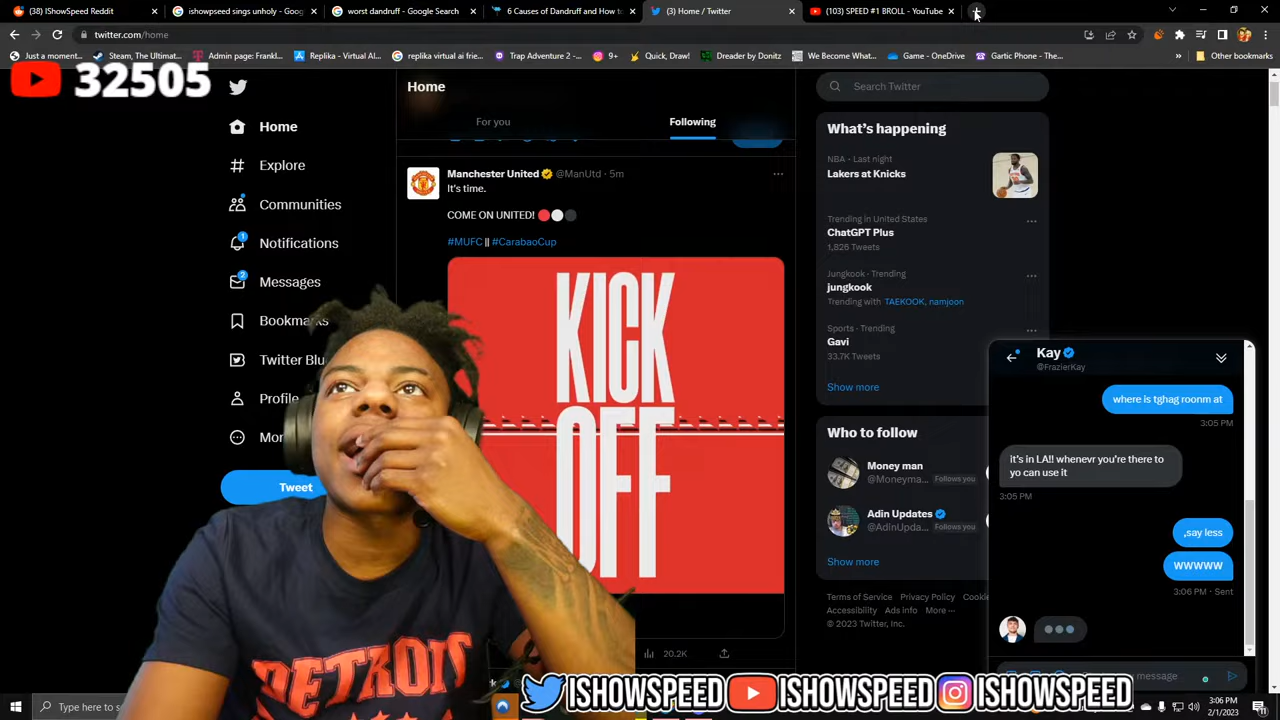 (38) IShowSpeed Reddit
ishowspeed sings unholy - Goog
worst dandruff - Google Search
6 Causes of Dandruff and How to
(3) Home / Twitter
(103) SPEED #1 BROLL - YouTube
twitter.com/home
Just a moment...
Steam, The Ultimat...
Admin page: Frankl...
Replika - Virtual E...
replika virtual ai frie...
Trap Adventure 2 -...
9+
Quick, Draw!
Dreader by Donitz
We Become What...
Game - OneDrive
Gartic Phone - The...
Other bookmarks
32505
Home
Explore
Communities
1
Notifications
2
Messages
Bookmarks
Twitter Blu
Profile
Mor
Tweet
Home
For you
Following
Manchester United @ManUtd · 5m
It's time.
COME ON UNITED!
#MUFC || #CarabaoCup
KICK
OFF
20.2K
Search Twitter
What's happening
NBA · Last night
Lakers at Knicks
Trending in United States
ChatGPT Plus
1,826 Tweets
Jungkook · Trending
jungkook
Trending with TAEKOOK, namjoon
Sports · Trending
Gavi
33.7K Tweets
Show more
Who to follow
Money man
@Moneyma... Follows you
Adin Updates
@AdInUpda... Follows you
Show more
Terms of Service Privacy Policy Cookie
Accessibility Ads info More ···
© 2023 Twitter, Inc.
Kay
@FrazierKay
where is tghag roonm at
3:05 PM
it's in LA!! whenevr you're there to
yo can use it
3:05 PM
,say less
WWWWW
3:06 PM · Sent
message
DETROIT
ISHOWSPEED
ISHOWSPEED
ISHOWSPEED
Type here to s
3:06 PM
2/1/2023